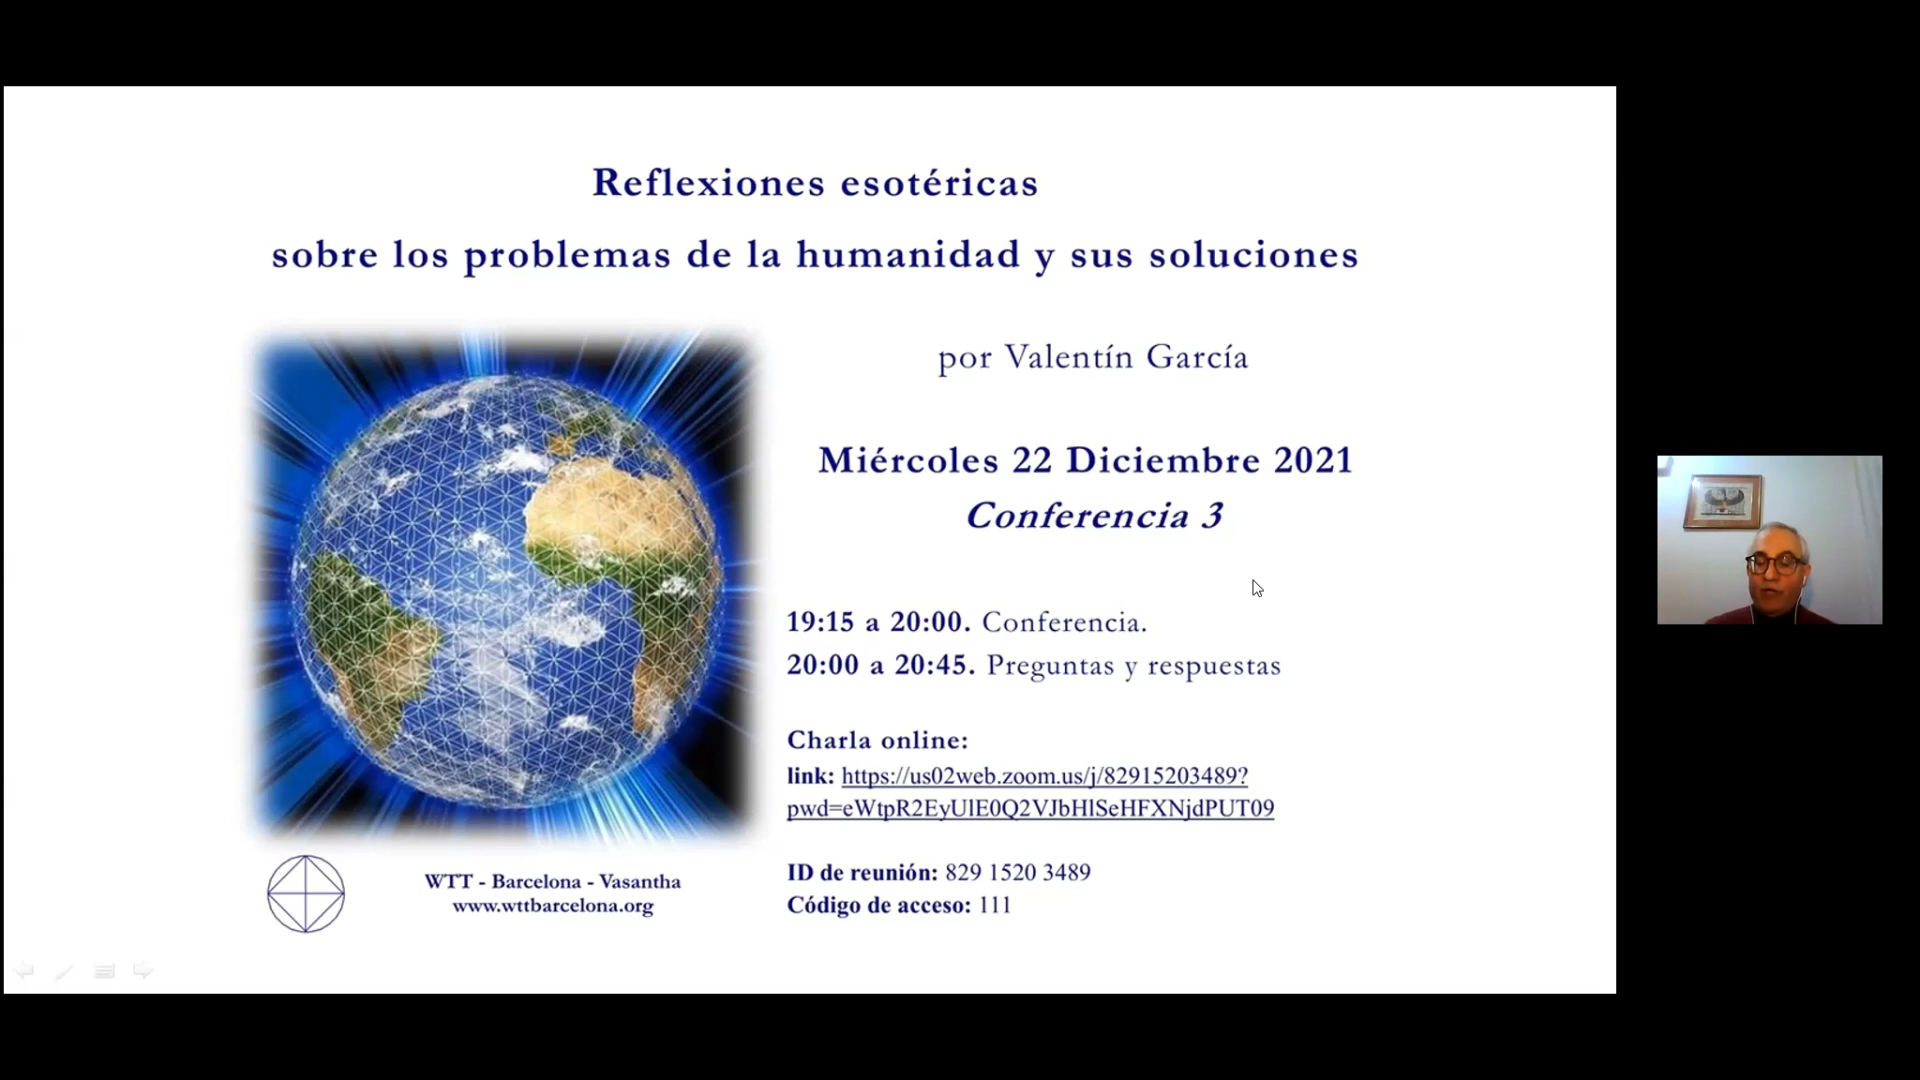 Reflexiones esotéricas
sobre los problemas de la humanidad y sus soluciones
por Valentín García
Miércoles 22 Diciembre 2021
Conferencia 3
19:15 a 20:00. Conferencia.
20:00 a 20:45. Preguntas y respuestas
Charla online:
link: https://us02web.zoom.us/j/82915203489?
pwd=eWtpR2EyUlE0Q2VJbHlSeHFXNjdPUT09
ID de reunión: 829 1520 3489
Código de acceso: 111
WTT - Barcelona - Vasantha
www.wttbarcelona.org